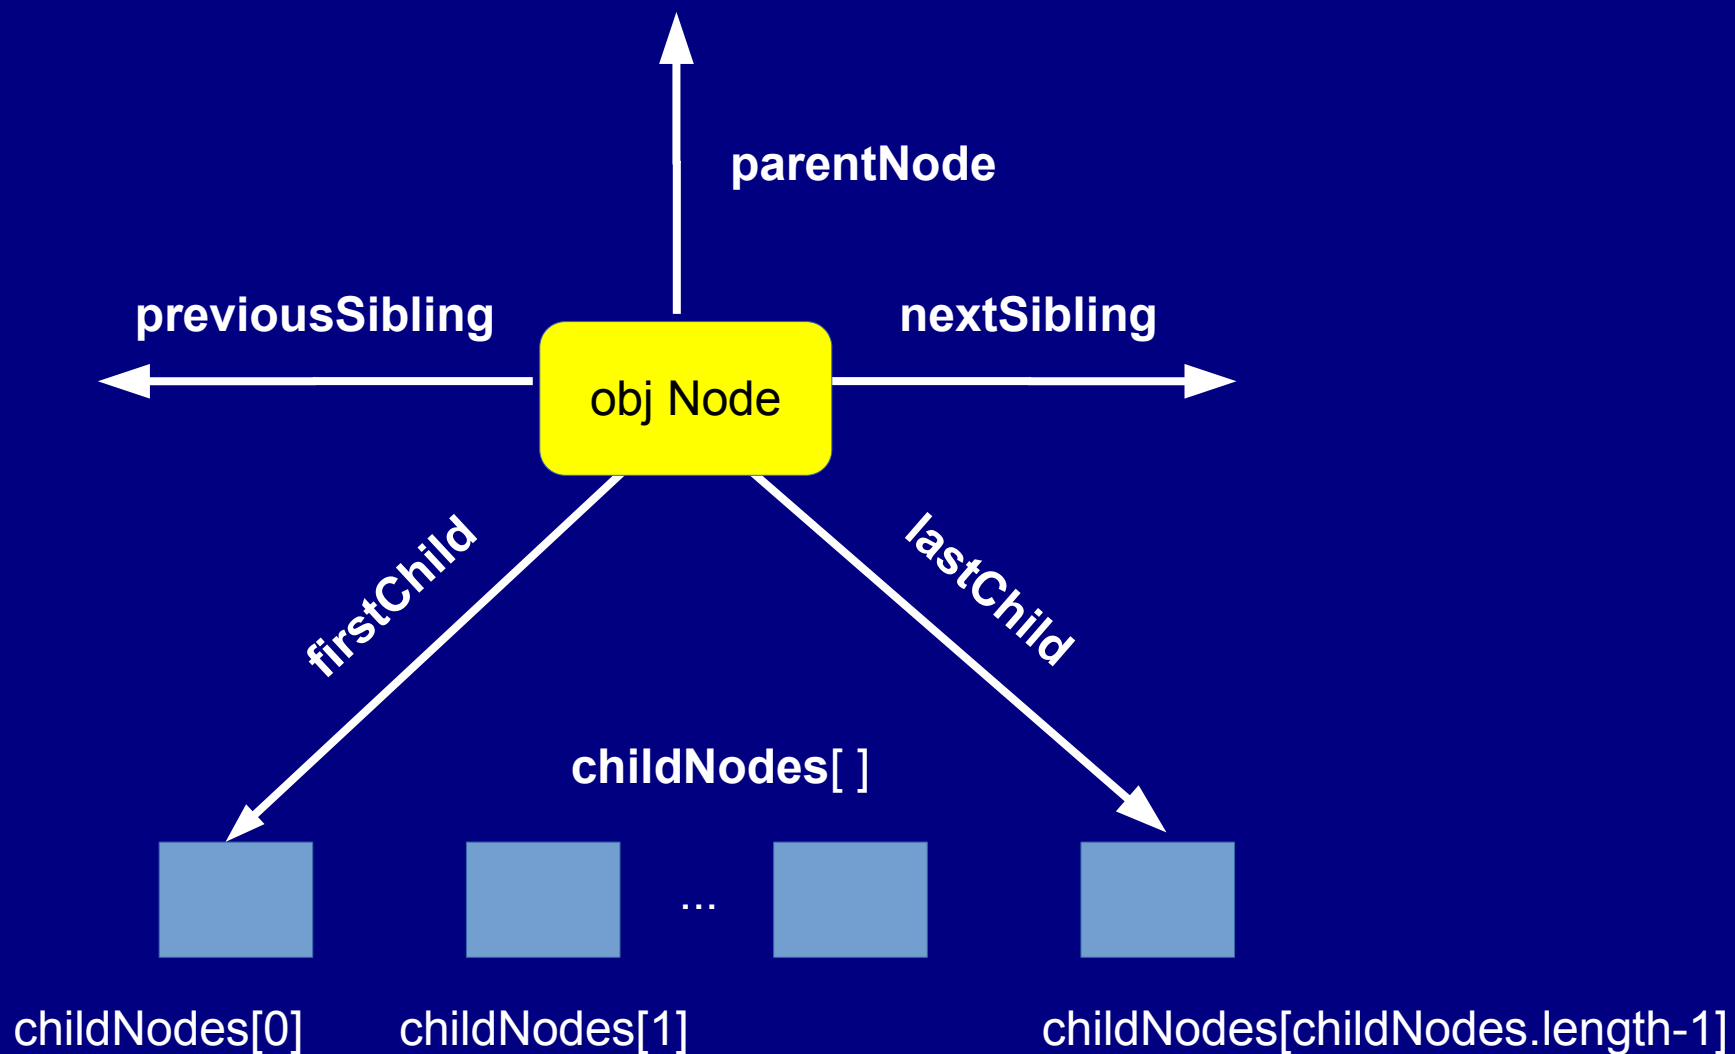 parentNode
previousSibling
nextSibling
obj Node
firstChild
lastChild
childNodes[ ]
...
childNodes[0]
childNodes[1]
childNodes[childNodes.length-1]